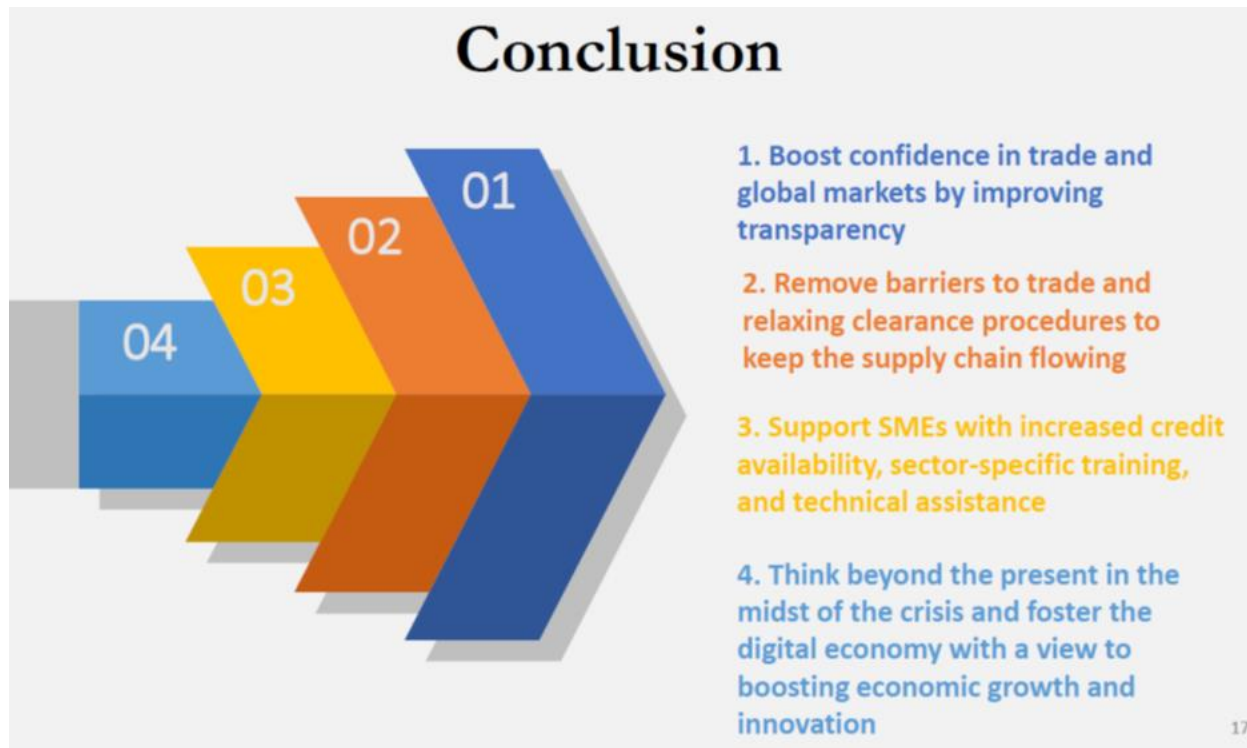 Conclusion
01
02
03
04
1. Boost confidence in trade and
global markets by improving
transparency
2. Remove barriers to trade and
relaxing clearance procedures to
keep the supply chain flowing
3. Support SMEs with increased credit
availability, sector-specific training,
and technical assistance
4. Think beyond the present in the
midst of the crisis and foster the
digital economy with a view to
boosting economic growth and
innovation
17